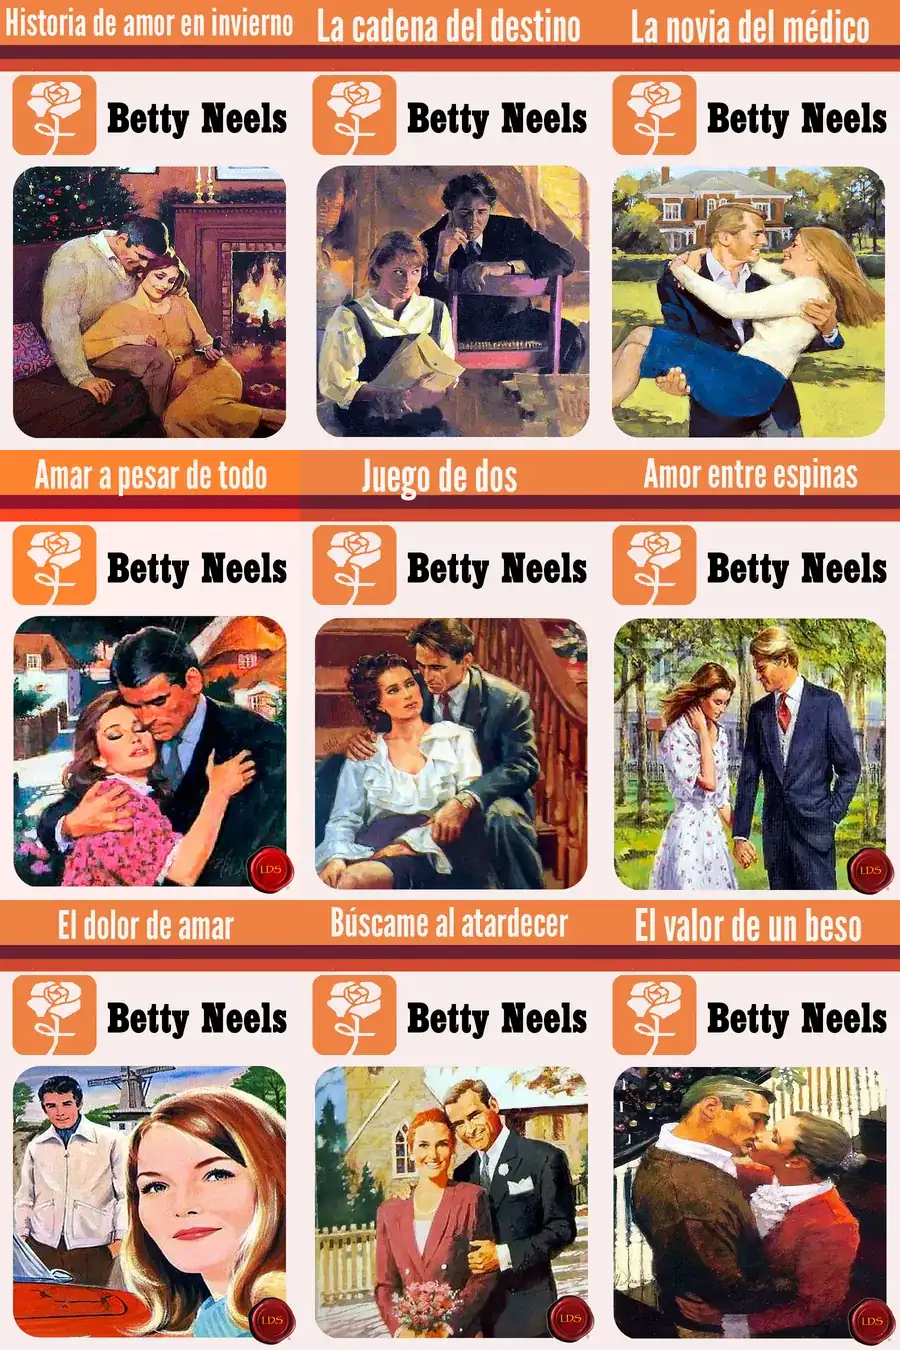 Historia de amor en invierno
La cadena del destino
La novia del médico
Betty Neels
Betty Neels
Betty Neels
Amar a pesar de todo
Juego de dos
Amor entre espinas
Betty Neels
Betty Neels
Betty Neels
LDS
LDS
El dolor de amar
Búscame al atardecer
El valor de un beso
Betty Neels
Betty Neels
Betty Neels
LDS
LDS
LDS